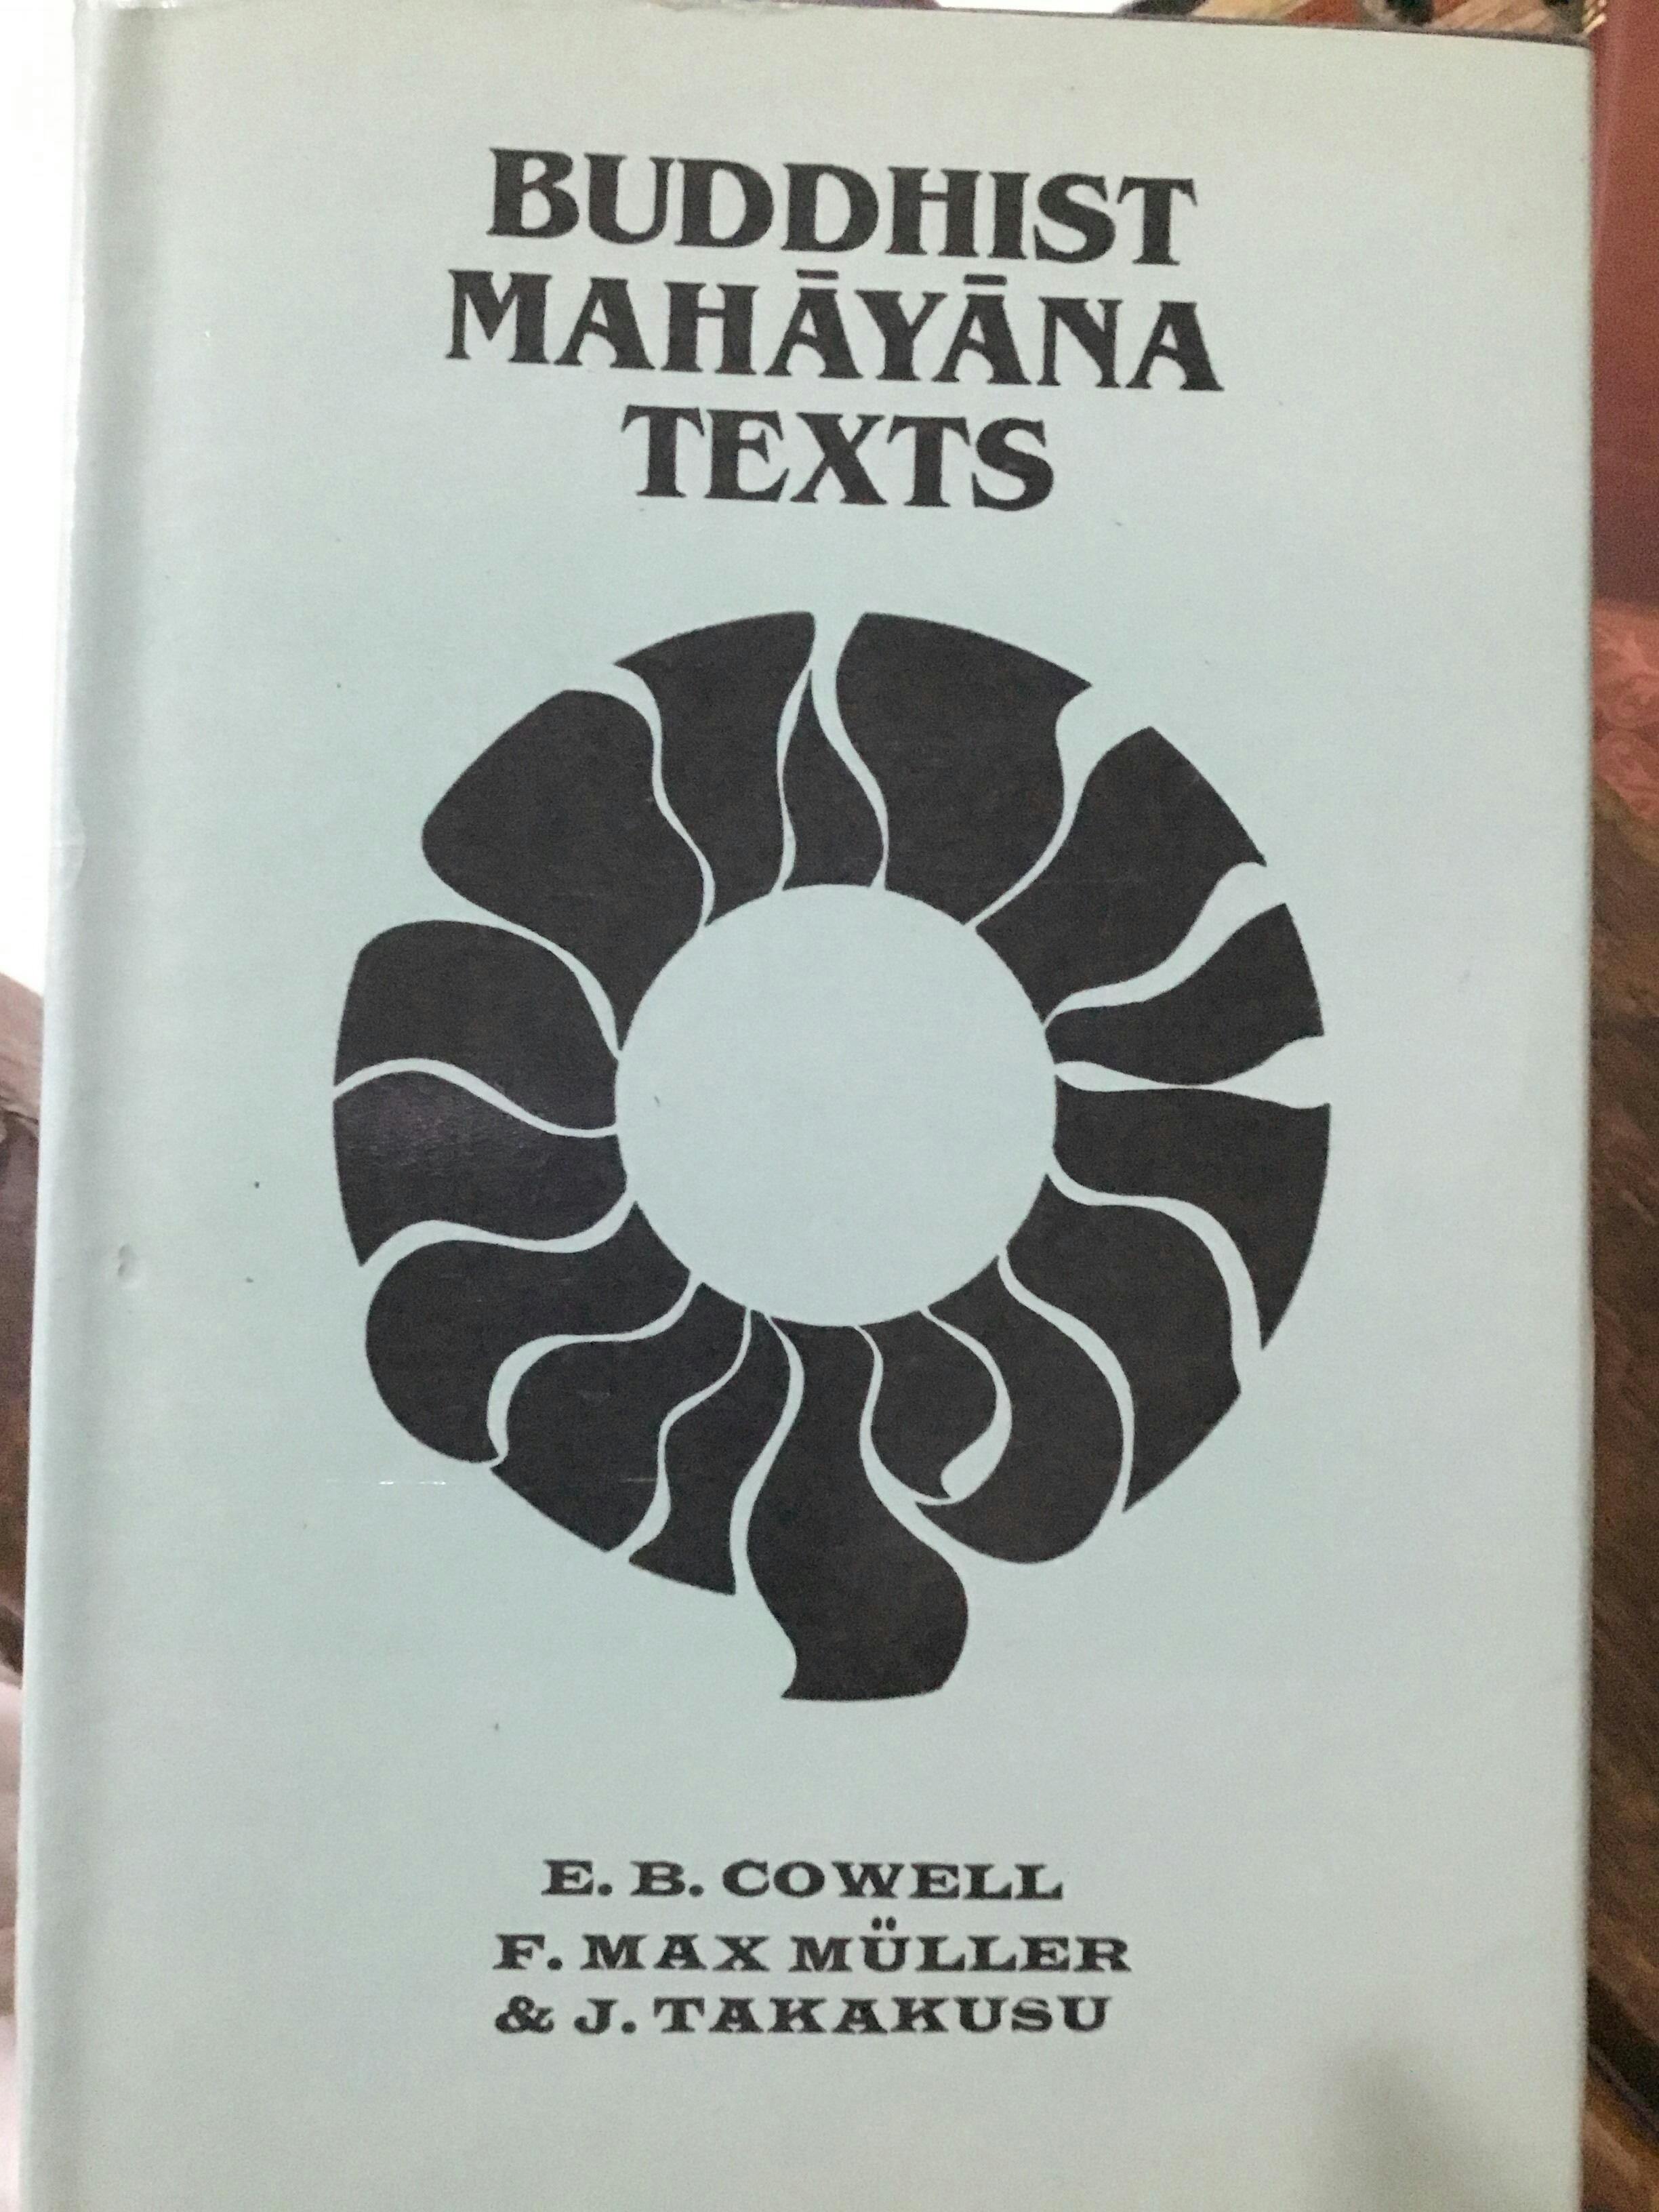 BUDDHIST
MAHĀYĀNA
TEXTS
E. B. COWELL
F. MAX MÜLLER
& J. TAKAKUSU